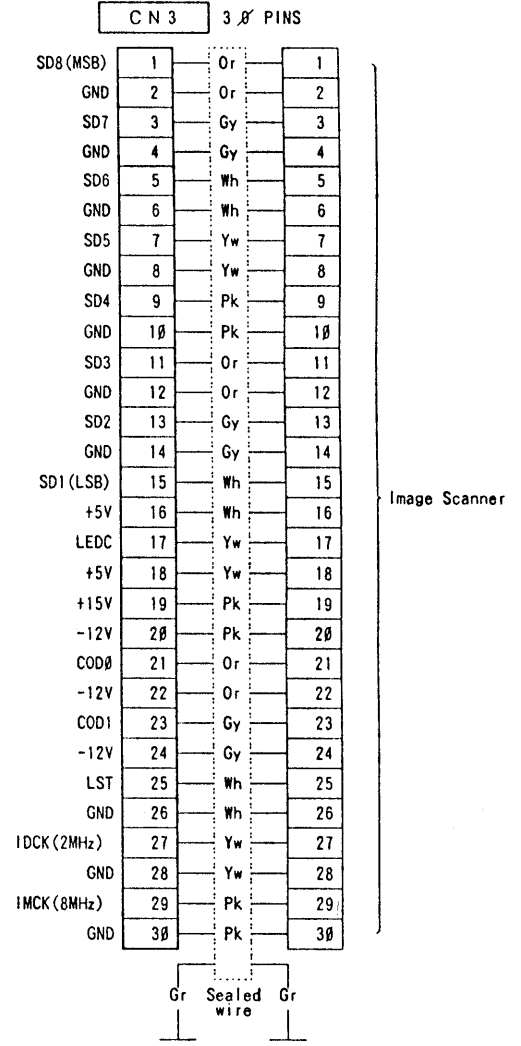 CN3 3Ø PINS
SD8(MSB) 1 Or 1
GND 2 Or 2
SD7 3 Gy 3
GND 4 Gy 4
SD6 5 Wh 5
GND 6 Wh 6
SD5 7 Yw 7
GND 8 Yw 8
SD4 9 Pk 9
GND 1Ø Pk 1Ø
SD3 11 Or 11
GND 12 Or 12
SD2 13 Gy 13
GND 14 Gy 14
SD1(LSB) 15 Wh 15
+5V 16 Wh 16
LEDC 17 Yw 17
+5V 18 Yw 18
+15V 19 Pk 19
-12V 2Ø Pk 2Ø
CODØ 21 Or 21
-12V 22 Or 22
COD1 23 Gy 23
-12V 24 Gy 24
LST 25 Wh 25
GND 26 Wh 26
IDCK(2MHz) 27 Yw 27
GND 28 Yw 28
IMCK(8MHz) 29 Pk 29
GND 3Ø Pk 3Ø
Image Scanner
Gr Sealed Gr
wire